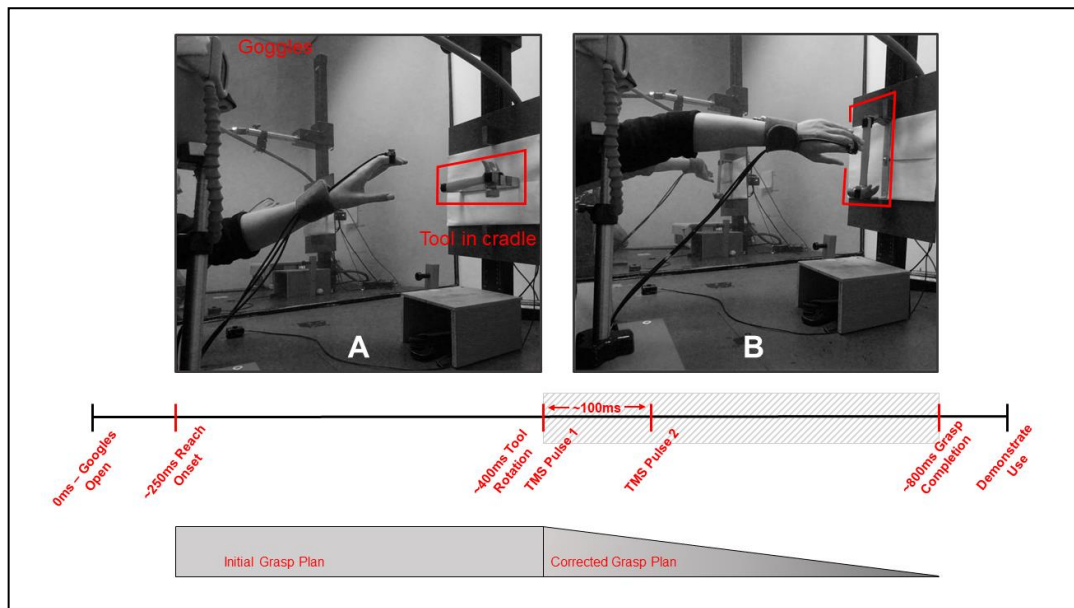 Goggles
Tool in cradle
A
B
~100ms
0ms – Googles
Open
~250ms Reach
Onset
~400ms Tool
Rotation
TMS Pulse 1
TMS Pulse 2
~800ms Grasp
Completion
Demonstrate
Use
Initial Grasp Plan
Corrected Grasp Plan